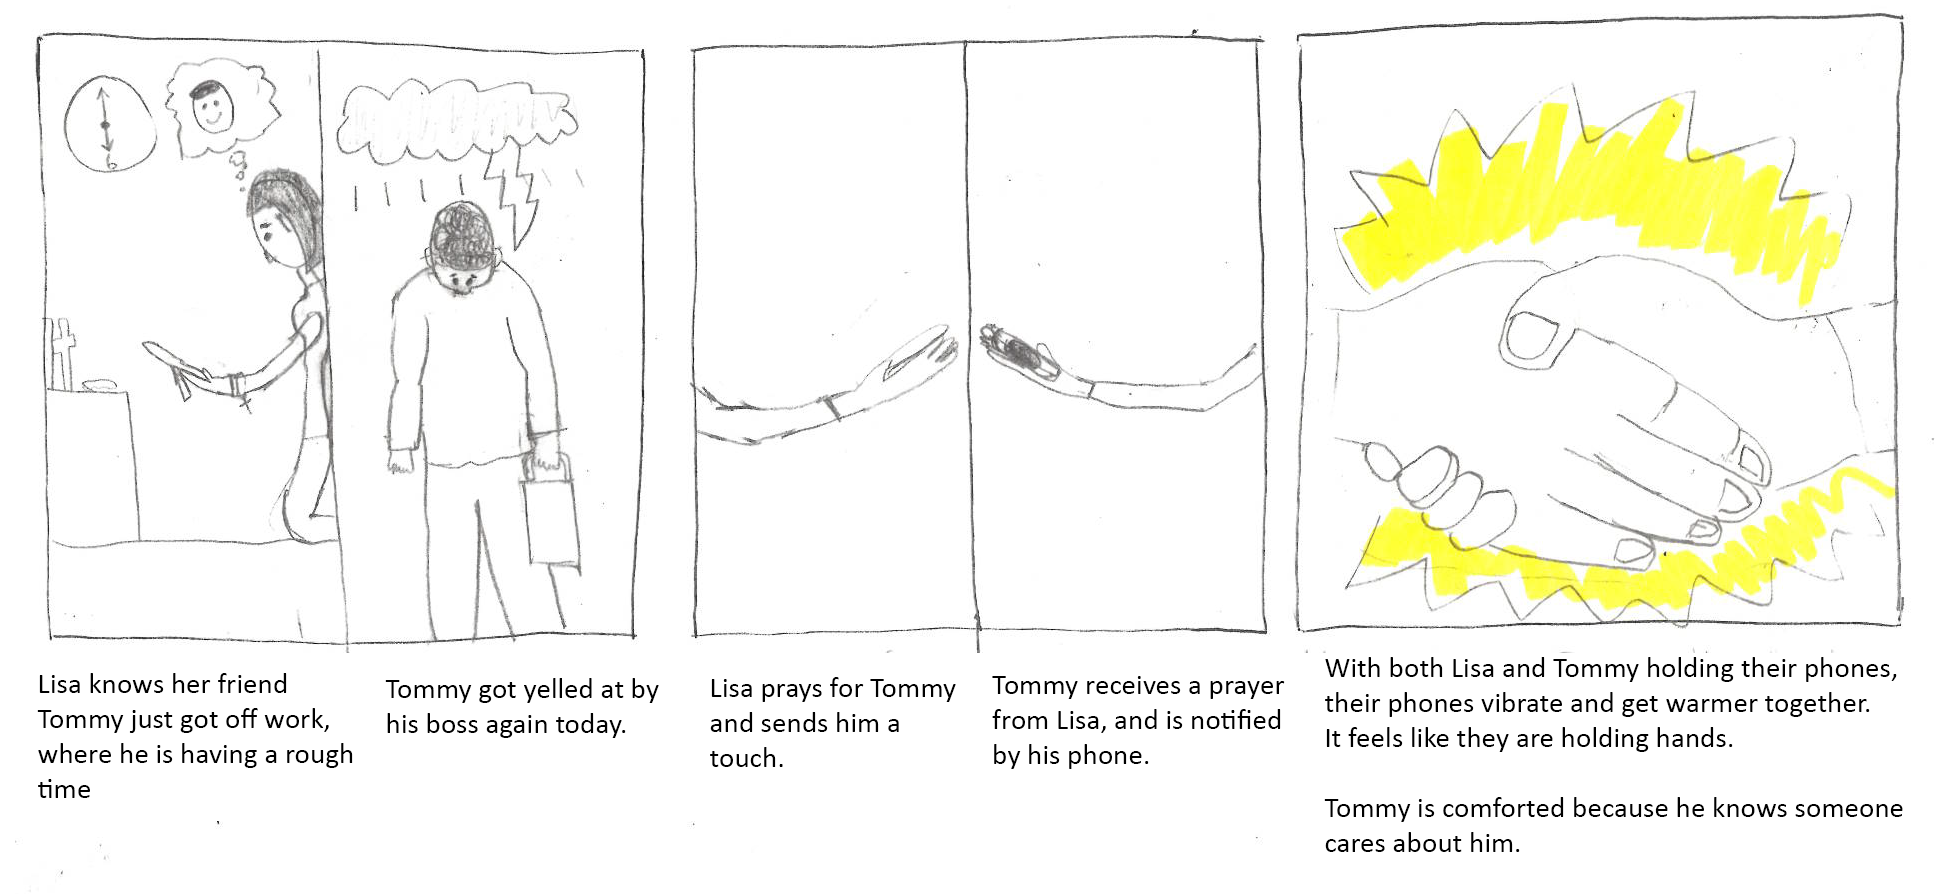 6
Lisa knows her friend
Tommy just got off work,
where he is having a rough
time
Tommy got yelled at by
his boss again today.
Lisa prays for Tommy
and sends him a
touch.
Tommy receives a prayer
from Lisa, and is notified
by his phone.
With both Lisa and Tommy holding their phones,
their phones vibrate and get warmer together.
It feels like they are holding hands.
Tommy is comforted because he knows someone
cares about him.